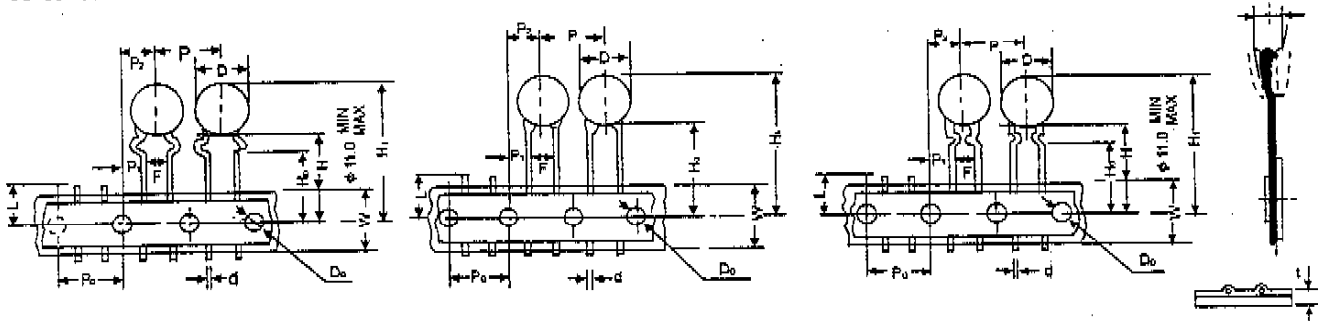 P₂ P D
P₁ F
L H₀ H φ 11.0 MIN MAX H₁
W
P₀ d D₀
P₂ P D
P₁ F
L H₀ H₁
W
P₀ d D₀
P₂ P D
P₁ F
L H₀ H φ 11.0 MIN MAX H₁
W
P₀ d D₀
t